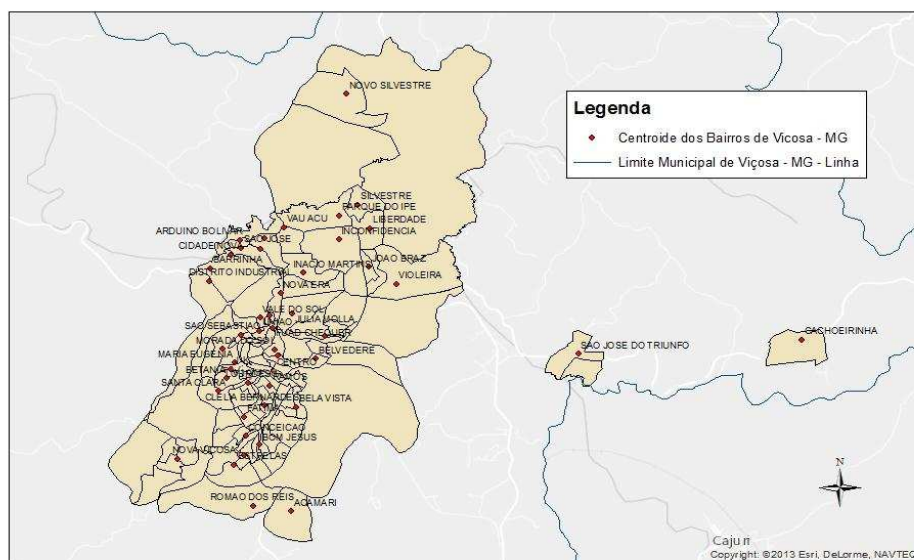 NOVO SILVESTRE
Legenda
Centroide dos Bairros de Vicosa - MG
Limite Municipal de Viçosa - MG - Linha
SILVESTRE
PARQUE DO IPE
LIBERDADE
VAU ACU
ARDUINO BOLIVAR
INCONFIDENCIA
SAO JOSE
CIDADE NOVA
BARRINHA
JOAO BRAZ
INACIO MARTINS
DISTRITO INDUSTRIAL
VIOLEIRA
NOVA ERA
VALE DO SOL
JULIA MOLLA
SAO SEBASTIAO
FUAD CHEQUER
CACHOEIRINHA
MORADA DO SOL
SAO JOSE DO TRIUNFO
MARIA EUGENIA
BELVEDERE
BETANIA
SANTA CLARA
CLELIA BERNARDES
BELA VISTA
CONCEICAO
BOM JESUS
NOVA VIÇOSA
ESTRELAS
ROMAO DOS REIS
ACAMARI
N
Cajuri
Copyright: ©2013 Esri, DeLorme, NAVTEQ